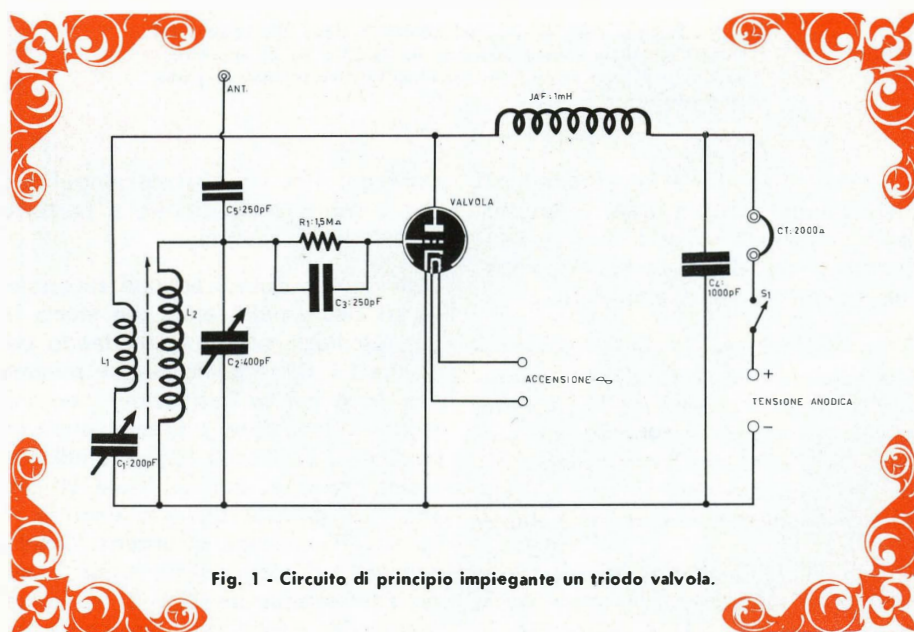 ANT.
JAF=1mH
C5:250pF
R1=1,5MΩ
VALVOLA
C3:250pF
CT:2000Ω
C4:
1000pF
S1
L1
L2
C2:400pF
ACCENSIONE
+
TENSIONE ANODICA
-
C1:200pF
Fig. 1 - Circuito di principio impiegante un triodo valvola.